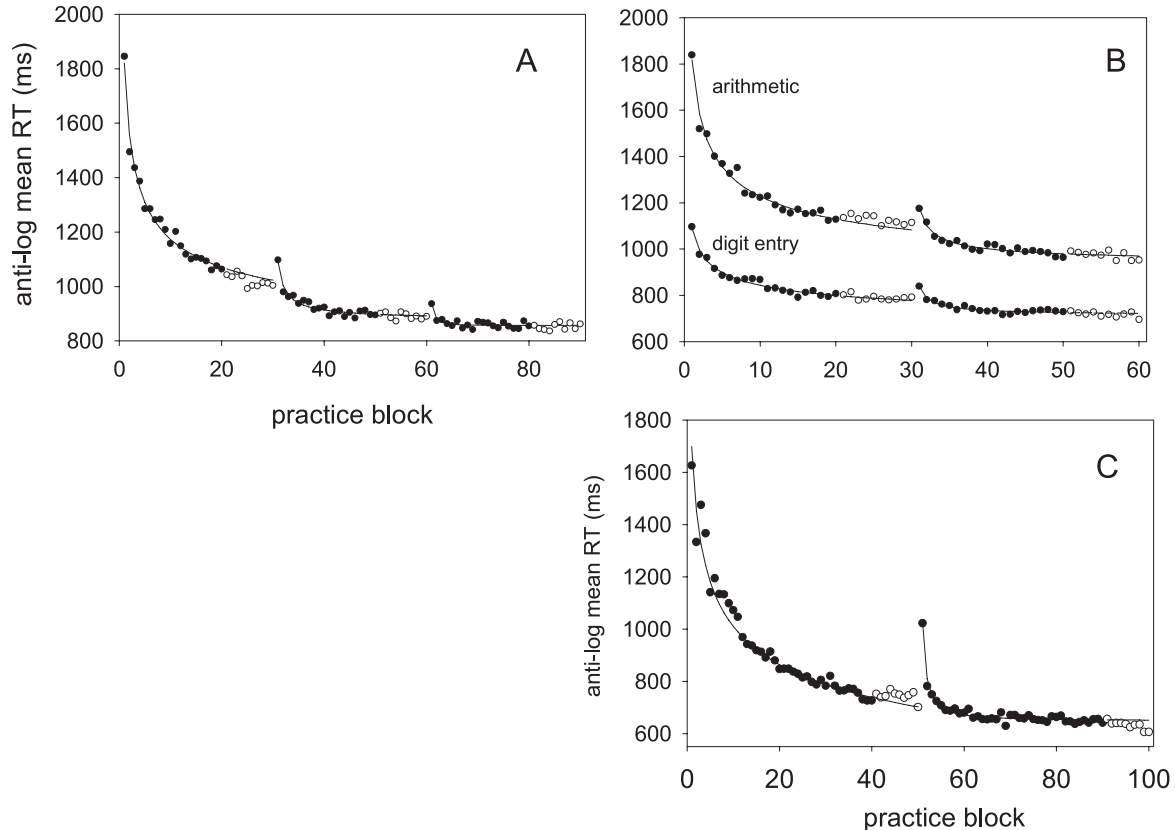 A
anti-log mean RT (ms)
2000
1800
1600
1400
1200
1000
800
0 20 40 60 80
practice block
B
arithmetic
digit entry
2000
1800
1600
1400
1200
1000
800
600
0 10 20 30 40 50 60
C
anti-log mean RT (ms)
1800
1600
1400
1200
1000
800
600
0 20 40 60 80 100
practice block